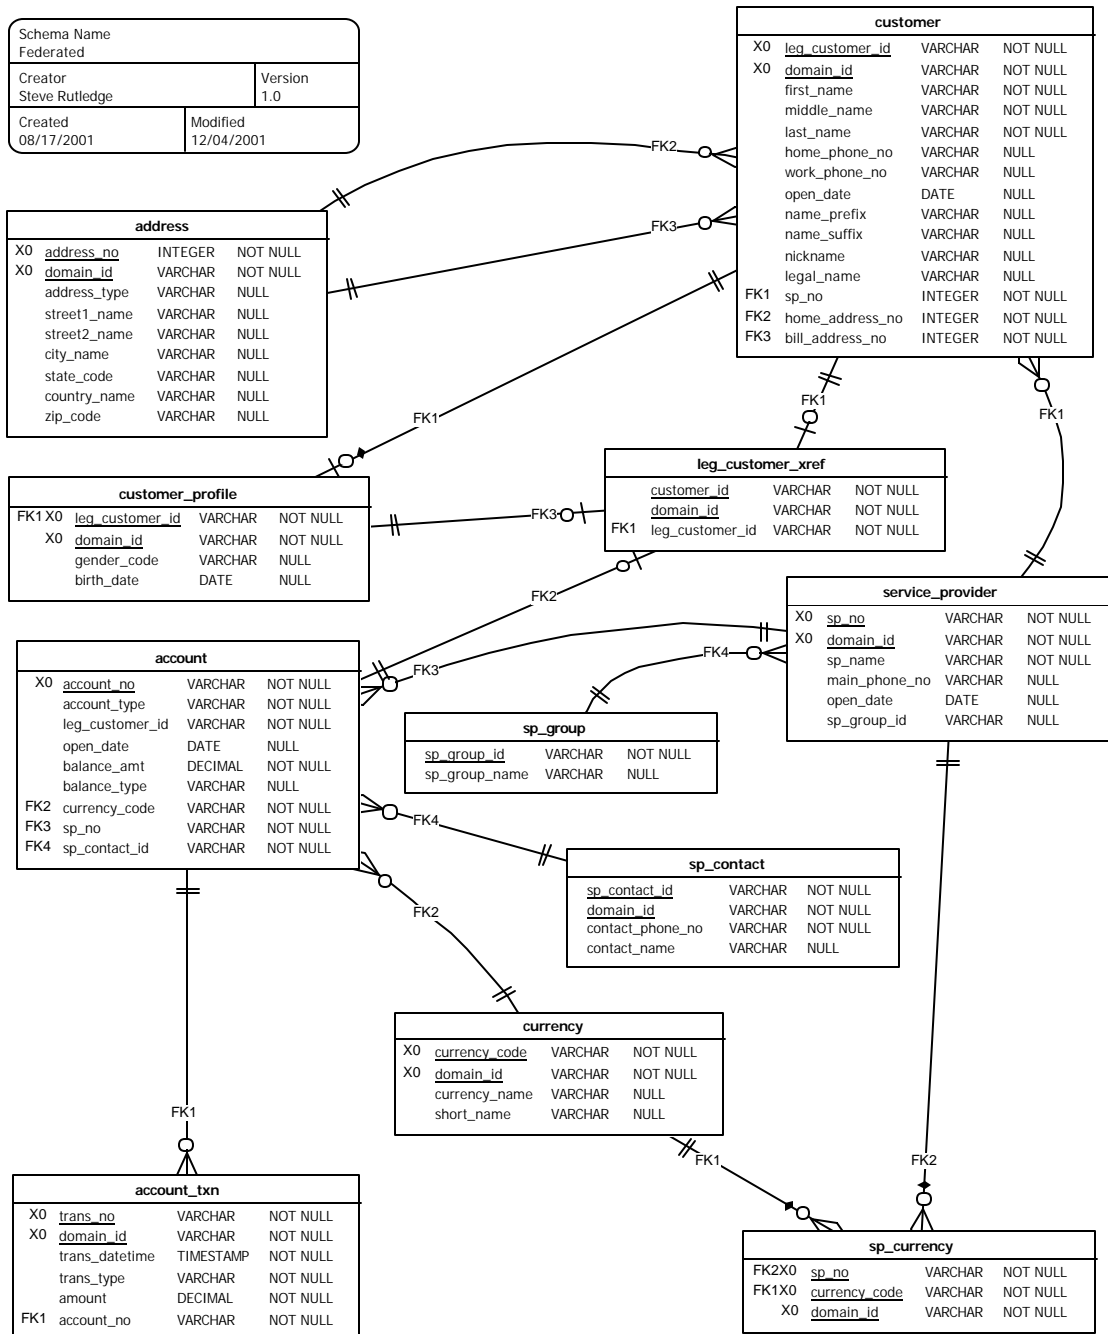 Schema Name
Federated
Creator
Steve Rutledge
Version
1.0
Created
08/17/2001
Modified
12/04/2001
customer
X0 leg_customer_id VARCHAR NOT NULL
X0 domain_id VARCHAR NOT NULL
first_name VARCHAR NOT NULL
middle_name VARCHAR NOT NULL
last_name VARCHAR NOT NULL
home_phone_no VARCHAR NULL
work_phone_no VARCHAR NULL
open_date DATE NULL
name_prefix VARCHAR NULL
name_suffix VARCHAR NULL
nickname VARCHAR NULL
legal_name VARCHAR NULL
FK1 sp_no INTEGER NOT NULL
FK2 home_address_no INTEGER NOT NULL
FK3 bill_address_no INTEGER NOT NULL
FK2
FK3
address
X0 address_no INTEGER NOT NULL
X0 domain_id VARCHAR NOT NULL
address_type VARCHAR NULL
street1_name VARCHAR NULL
street2_name VARCHAR NULL
city_name VARCHAR NULL
state_code VARCHAR NULL
country_name VARCHAR NULL
zip_code VARCHAR NULL
FK1
FK1
FK1
customer_profile
FK1X0 leg_customer_id VARCHAR NOT NULL
X0 domain_id VARCHAR NOT NULL
gender_code VARCHAR NULL
birth_date DATE NULL
FK3
leg_customer_xref
customer_id VARCHAR NOT NULL
domain_id VARCHAR NOT NULL
FK1 leg_customer_id VARCHAR NOT NULL
FK2
service_provider
X0 sp_no VARCHAR NOT NULL
X0 domain_id VARCHAR NOT NULL
sp_name VARCHAR NOT NULL
main_phone_no VARCHAR NULL
open_date DATE NULL
sp_group_id VARCHAR NULL
FK3
FK4
account
X0 account_no VARCHAR NOT NULL
account_type VARCHAR NOT NULL
leg_customer_id VARCHAR NOT NULL
open_date DATE NULL
balance_amt DECIMAL NOT NULL
balance_type VARCHAR NULL
FK2 currency_code VARCHAR NOT NULL
FK3 sp_no VARCHAR NOT NULL
FK4 sp_contact_id VARCHAR NOT NULL
sp_group
sp_group_id VARCHAR NOT NULL
sp_group_name VARCHAR NULL
FK4
sp_contact
sp_contact_id VARCHAR NOT NULL
domain_id VARCHAR NOT NULL
contact_phone_no VARCHAR NOT NULL
contact_name VARCHAR NULL
FK2
currency
X0 currency_code VARCHAR NOT NULL
X0 domain_id VARCHAR NOT NULL
currency_name VARCHAR NULL
short_name VARCHAR NULL
FK1
FK1
FK2
account_txn
X0 trans_no VARCHAR NOT NULL
X0 domain_id VARCHAR NOT NULL
trans_datetime TIMESTAMP NOT NULL
trans_type VARCHAR NOT NULL
amount DECIMAL NOT NULL
FK1 account_no VARCHAR NOT NULL
sp_currency
FK2X0 sp_no VARCHAR NOT NULL
FK1X0 currency_code VARCHAR NOT NULL
X0 domain_id VARCHAR NOT NULL